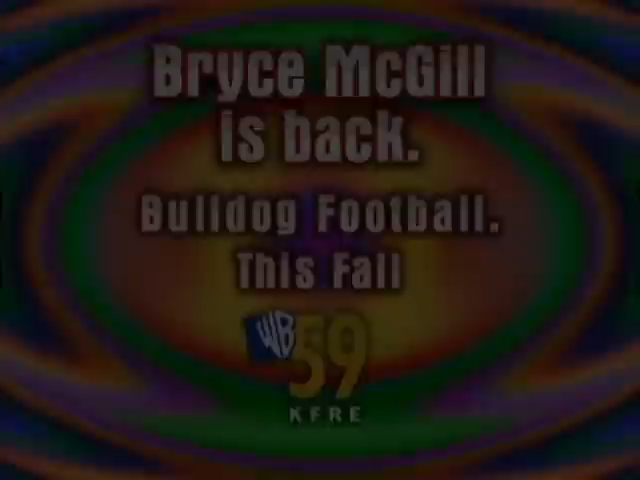 Bryce McGill
is back.
Bulldog Football.
This Fall
WB 59
KFRE